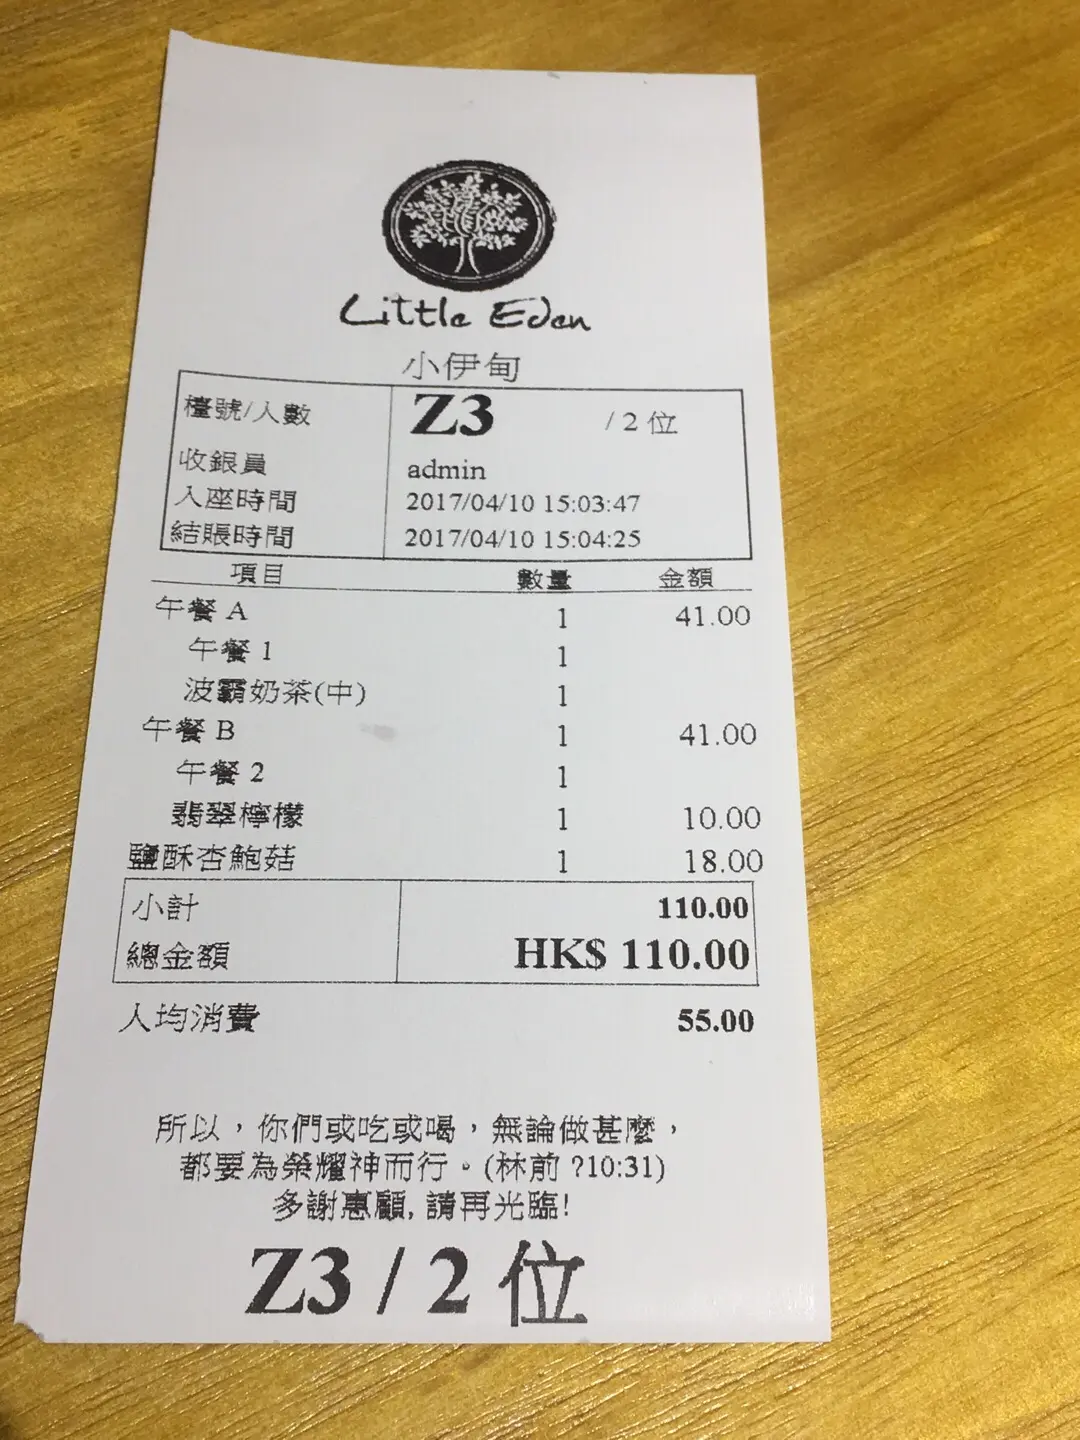 Little Eden
小伊甸
檯號/人數 Z3 / 2 位
收銀員 admin
入座時間 2017/04/10 15:03:47
結賬時間 2017/04/10 15:04:25
項目 數量 金額
午餐 A 1 41.00
午餐 1 1
波霸奶茶(中) 1
午餐 B 1 41.00
午餐 2 1
翡翠檸檬 1 10.00
鹽酥杏鮑菇 1 18.00
小計 110.00
總金額 HK$ 110.00
人均消費 55.00
所以，你們或吃或喝，無論做甚麼，
都要為榮耀神而行。(林前 ?10:31)
多謝惠顧, 請再光臨!
Z3 / 2 位